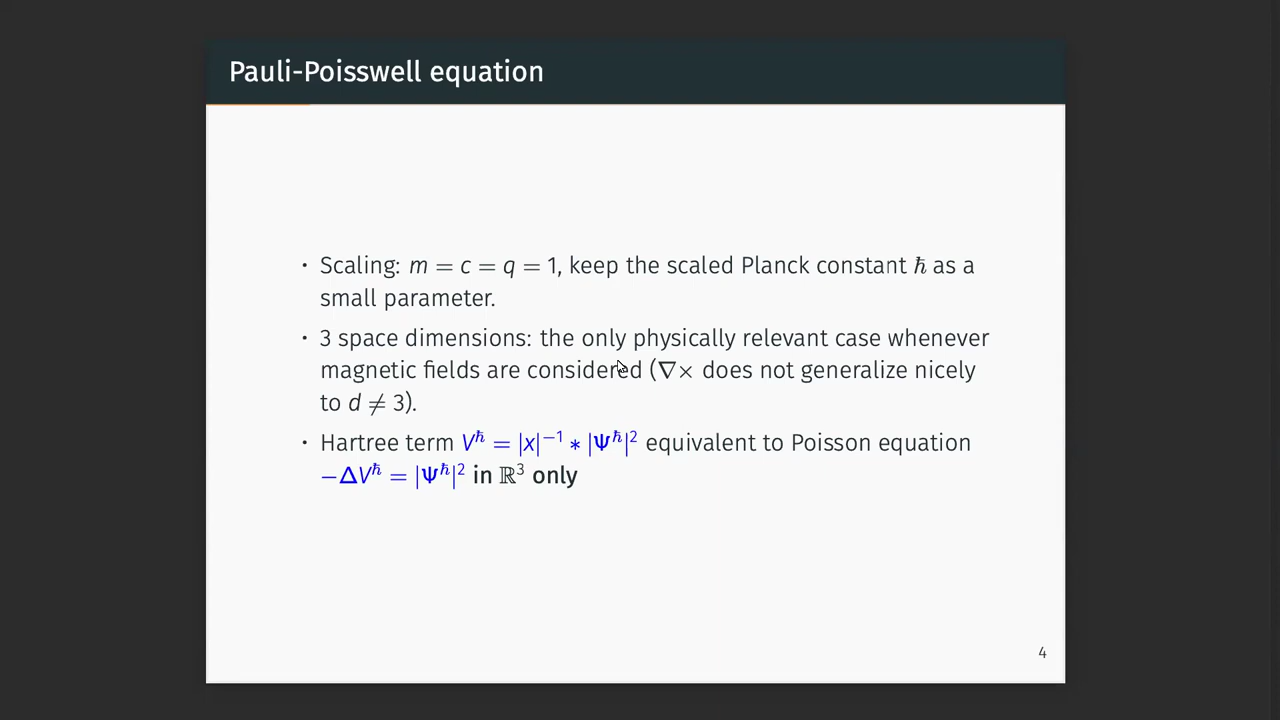 Pauli-Poisswell equation
• Scaling: m = c = q = 1, keep the scaled Planck constant ℏ as a
small parameter.
• 3 space dimensions: the only physically relevant case whenever
magnetic fields are considered (∇× does not generalize nicely
to d ≠ 3).
• Hartree term V^ℏ = |x|⁻¹ ∗ |Ψ^ℏ|² equivalent to Poisson equation
−ΔV^ℏ = |Ψ^ℏ|² in ℝ³ only
4